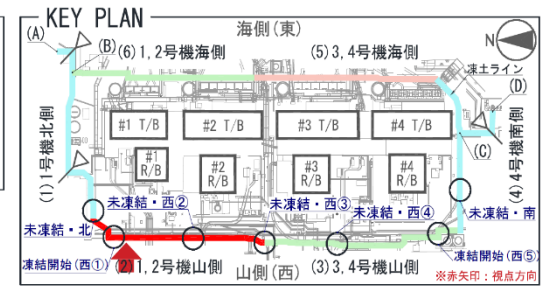 KEY PLAN
海側(東)
(A)
(B)
(6)1,2号機海側
(5)3,4号機海側
N
凍土ライン
(D)
#1 T/B
#2 T/B
#3 T/B
#4 T/B
(1)1号機北側
(C)
(4)4号機南側
#1
R/B
#2
R/B
#3
R/B
#4
R/B
未凍結・西②
未凍結・西③
未凍結・西④
未凍結・北
未凍結・南
凍結開始(西①)
(2)1,2号機山側
山側(西)
(3)3,4号機山側
凍結開始(西⑤)
※赤矢印：視点方向